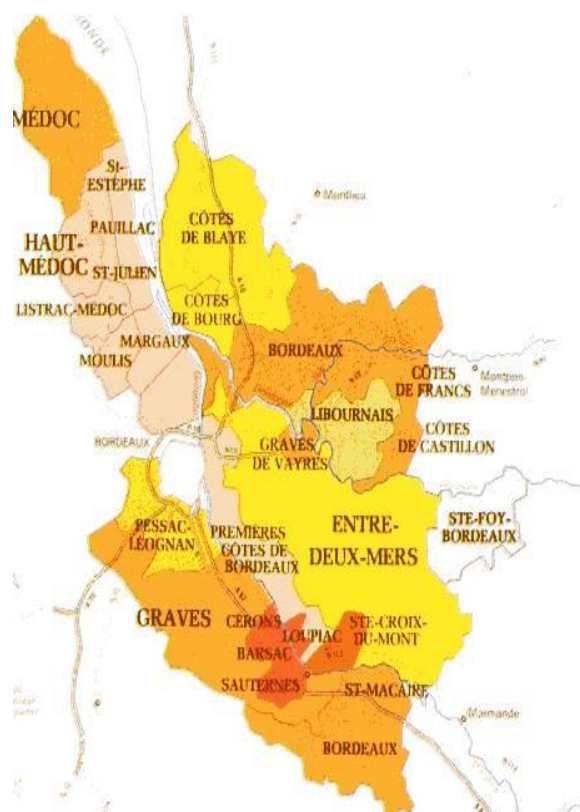 MÉDOC
St-
ESTÈPHE
PAUILLAC
HAUT-
MÉDOC
ST-JULIEN
LISTRAC-MÉDOC
MARGAUX
MOULIS
CÔTES
DE BLAYE
CÔTES
DE BOURG
BORDEAUX
CÔTES
DE FRANCS
LIBOURNAIS
CÔTES
DE CASTILLON
BORDEAUX
GRAVES
DE VAYRES
PESSAC-
LÉOGNAN
PREMIÈRES
CÔTES DE
BORDEAUX
ENTRE-
DEUX-MERS
STE-FOY-
BORDEAUX
GRAVES
CÉRONS
LOUPIAC
STE-CROIX-
DU-MONT
BARSAC
SAUTERNES
ST-MACAIRE
Marmande
BORDEAUX